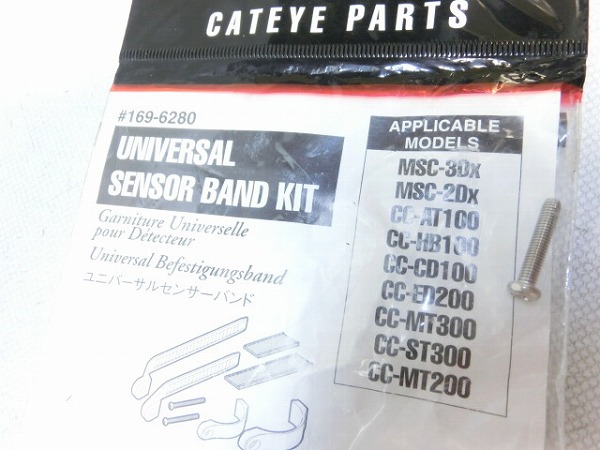 CATEYE PARTS
#169-6280
UNIVERSAL
SENSOR BAND KIT
Garniture Universelle
pour Détecteur
Universal Befestigungsband
ユニバーサルセンサーバンド
APPLICABLE
MODELS
MSC-3Dx
MSC-2Dx
CC-AT100
CC-HB100
CC-CD100
CC-ED200
CC-MT300
CC-ST300
CC-MT200